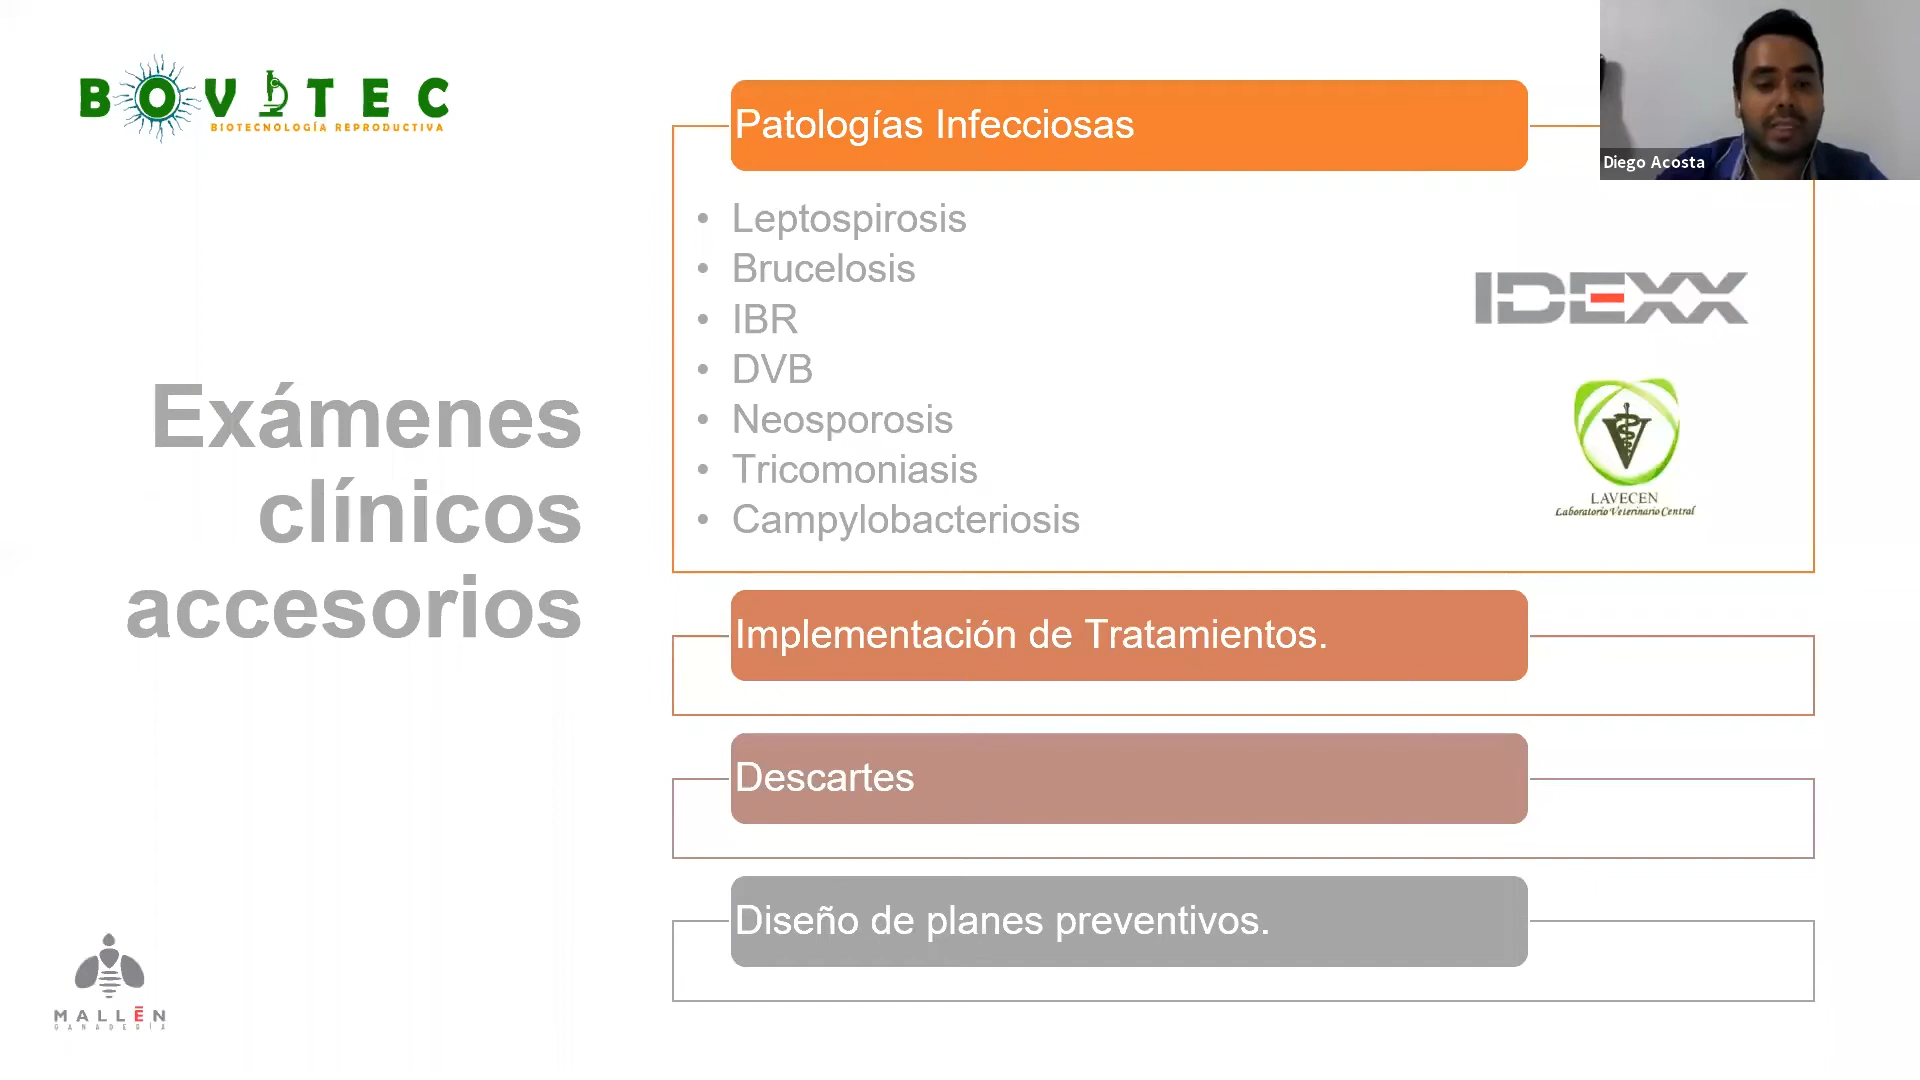 BOVITEC
BIOTECNOLOGÍA REPRODUCTIVA
Exámenes
clínicos
accesorios
MALLĒN
GANADERÍA
Patologías Infecciosas
• Leptospirosis
• Brucelosis
• IBR
• DVB
• Neosporosis
• Tricomoniasis
• Campylobacteriosis
IDEXX
LAVECEN
Laboratorio Veterinario Central
Implementación de Tratamientos.
Descartes
Diseño de planes preventivos.
Diego Acosta